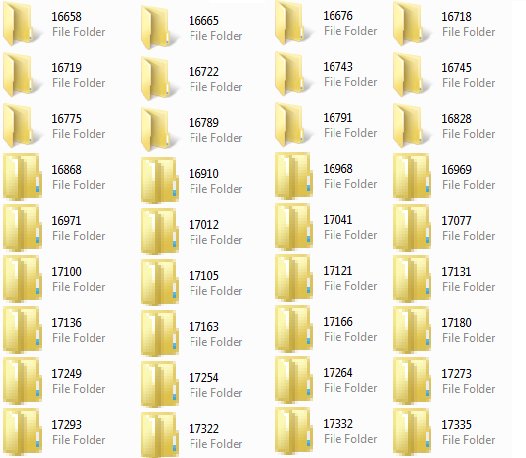 16658
File Folder
16665
File Folder
16676
File Folder
16718
File Folder
16719
File Folder
16722
File Folder
16743
File Folder
16745
File Folder
16775
File Folder
16789
File Folder
16791
File Folder
16828
File Folder
16868
File Folder
16910
File Folder
16968
File Folder
16969
File Folder
16971
File Folder
17012
File Folder
17041
File Folder
17077
File Folder
17100
File Folder
17105
File Folder
17121
File Folder
17131
File Folder
17136
File Folder
17163
File Folder
17166
File Folder
17180
File Folder
17249
File Folder
17254
File Folder
17264
File Folder
17273
File Folder
17293
File Folder
17322
File Folder
17332
File Folder
17335
File Folder